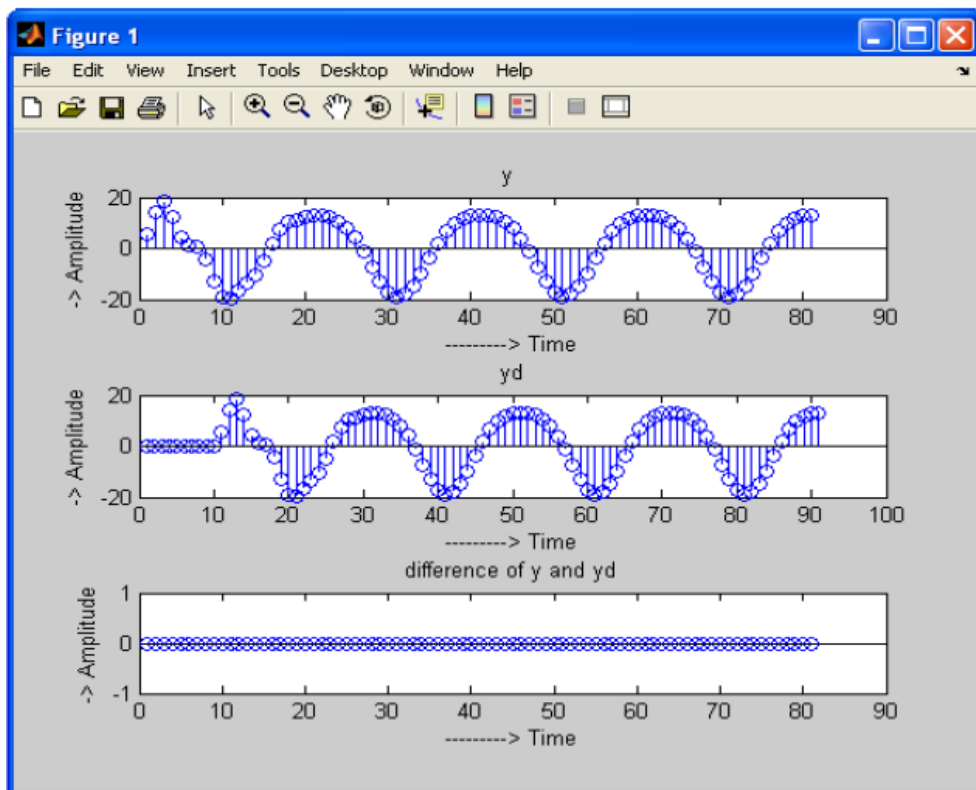 Figure 1
File Edit View Insert Tools Desktop Window Help
y
-> Amplitude
20
0
-20
0 10 20 30 40 50 60 70 80 90
---------> Time
yd
-> Amplitude
20
0
-20
0 10 20 30 40 50 60 70 80 90 100
---------> Time
difference of y and yd
-> Amplitude
1
0
-1
0 10 20 30 40 50 60 70 80 90
---------> Time